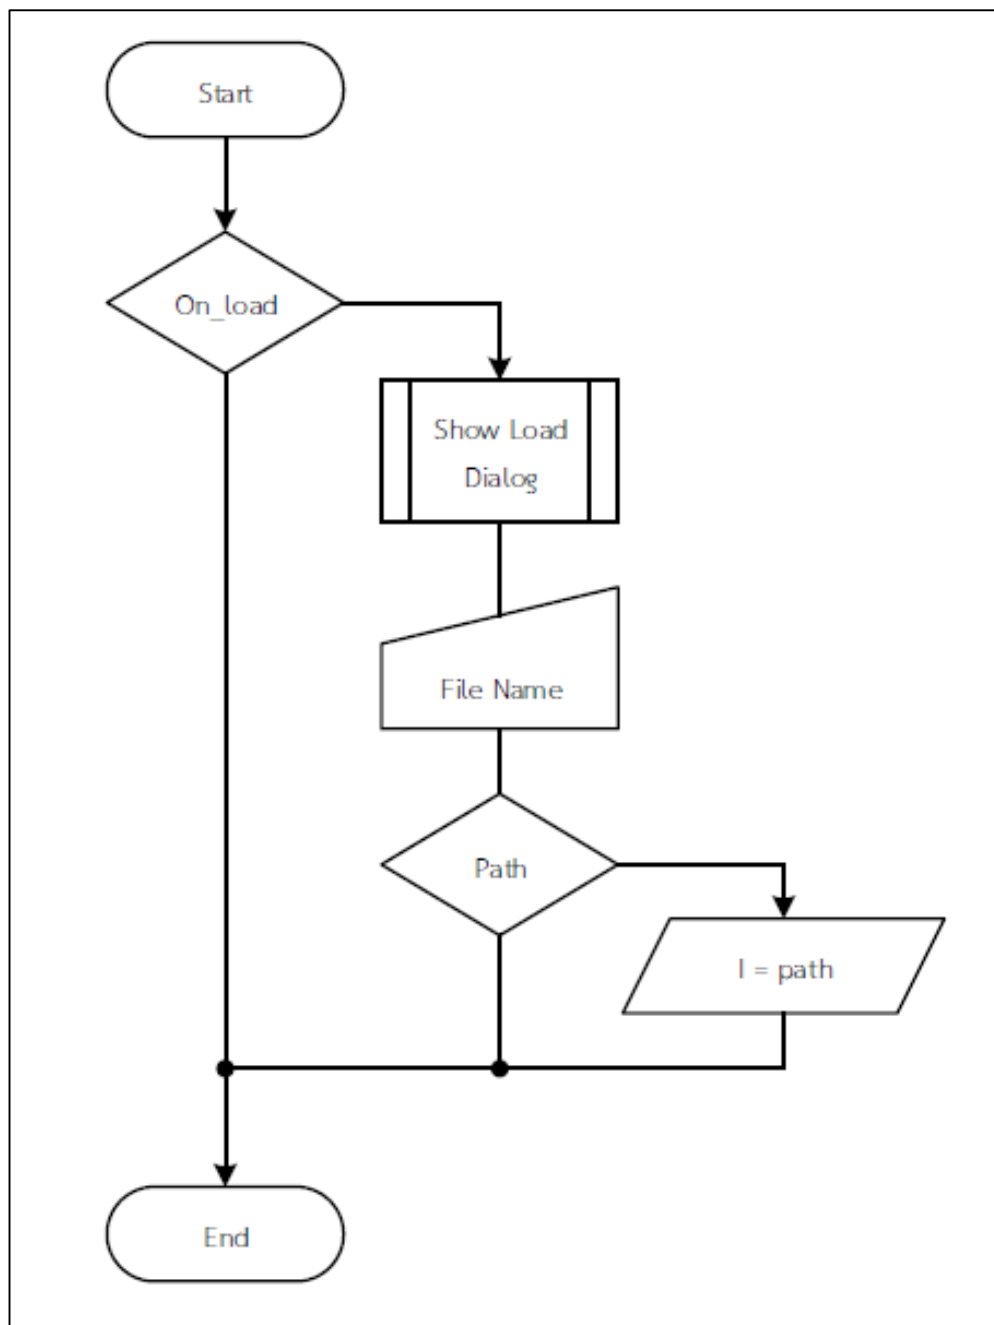 Start
On_load
Show Load
Dialog
File Name
Path
I = path
End